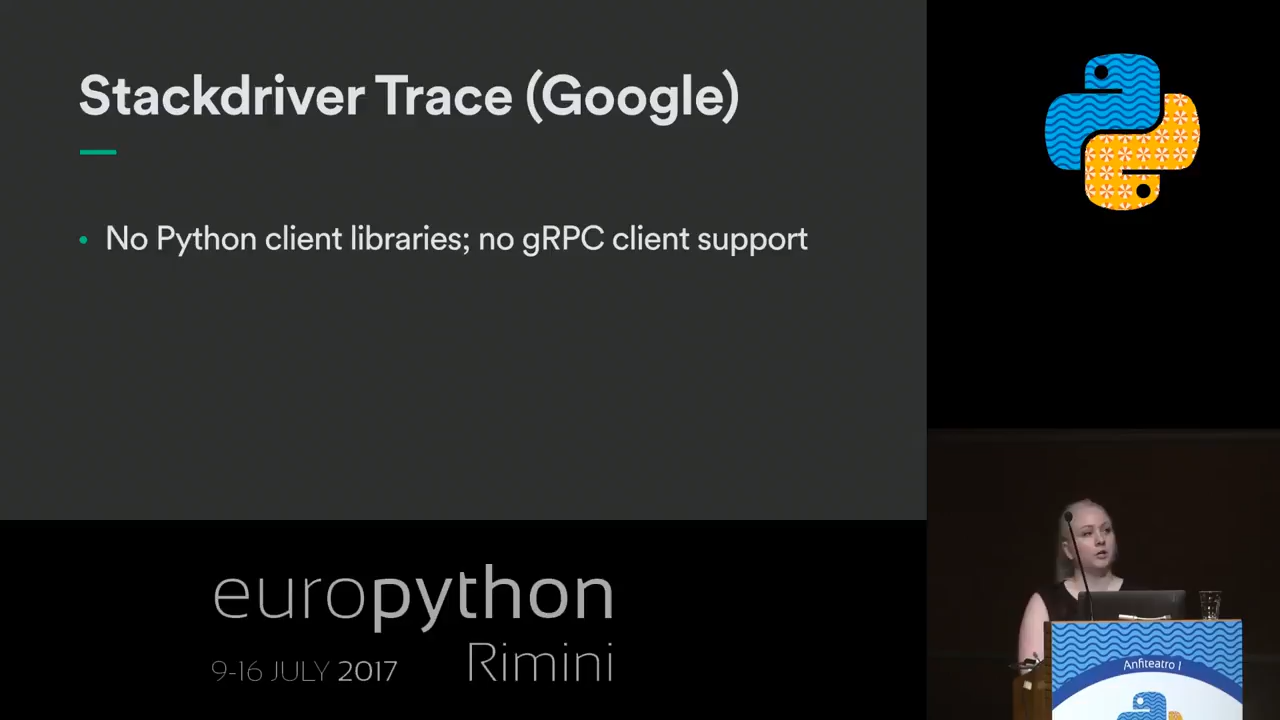 Stackdriver Trace (Google)
• No Python client libraries; no gRPC client support
europython
9-16 JULY 2017 Rimini
Anfiteatro I